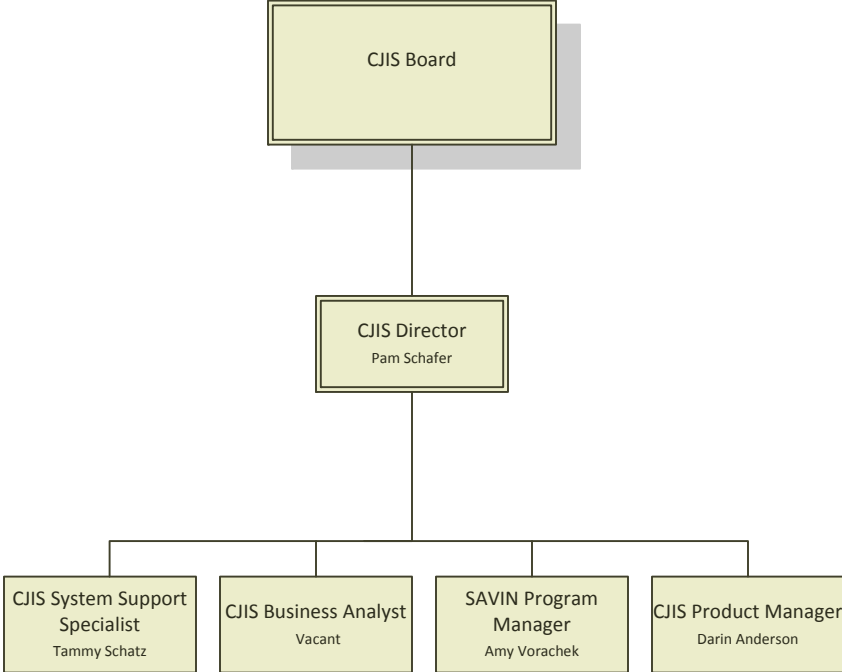 CJIS Board
CJIS Director
Pam Schafer
CJIS System Support
Specialist
Tammy Schatz
CJIS Business Analyst
Vacant
SAVIN Program
Manager
Amy Vorachek
CJIS Product Manager
Darin Anderson